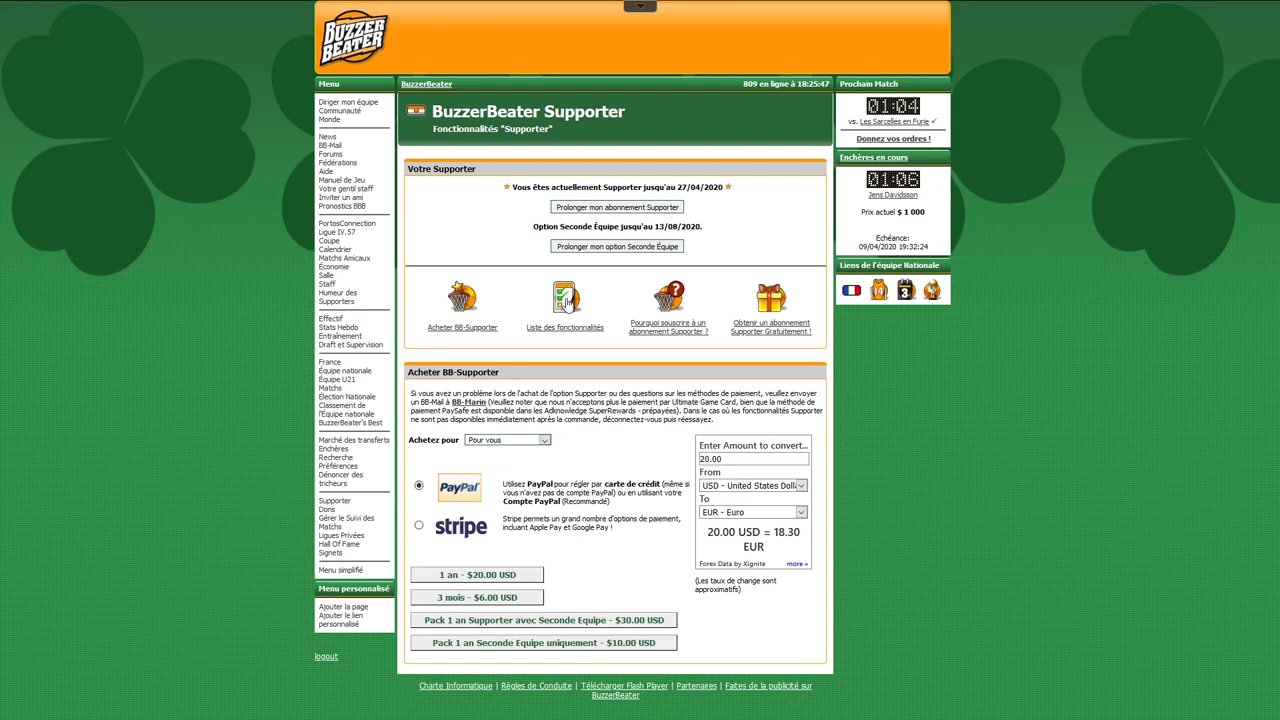 BUZZER
BEATER
Menu
Diriger mon équipe
Communauté
Monde
News
BB-Mail
Forums
Fédérations
Aide
Manuel de Jeu
Votre gentil staff
Inviter un ami
Pronostics BBB
PortosConnection
Ligue IV.57
Coupe
Calendrier
Matchs Amicaux
Économie
Salle
Staff
Humeur des
Supporters
Effectif
Stats Hebdo
Entraînement
Draft et Supervision
France
Équipe nationale
Équipe U21
Matchs
Élection Nationale
Classement de
l'Équipe nationale
BuzzerBeater's Best
Marché des transferts
Enchères
Recherche
Préférences
Dénoncer des
tricheurs
Supporter
Dons
Gérer le Suivi des
Matchs
Ligues Privées
Hall Of Fame
Signets
Menu simplifié
Menu personnalisé
Ajouter la page
Ajouter le lien
personnalisé
logout
BuzzerBeater 809 en ligne à 18:25:47
BuzzerBeater Supporter
Fonctionnalités "Supporter"
Votre Supporter
Vous êtes actuellement Supporter jusqu'au 27/04/2020
Prolonger mon abonnement Supporter
Option Seconde Équipe jusqu'au 13/08/2020.
Prolonger mon option Seconde Équipe
Acheter BB-Supporter
Liste des fonctionalités
Pourquoi souscrire à un
abonnement Supporter ?
Obtenir un abonnement
Supporter Gratuitement !
Acheter BB-Supporter
Si vous avez un problème lors de l'achat de l'option Supporter ou des questions sur les méthodes de paiement, veuillez envoyer
un BB-Mail à BB-Marin (Veuillez noter que nous n'acceptons plus le paiement par Ultimate Game Card, bien que la méthode de
paiement PaySafe est disponible dans les Adknowledge SuperRewards - prépayées). Dans le cas où les fonctionnalités Supporter
ne sont pas disponibles immédiatement après la commande, déconnectez-vous puis réessayez.
Achetez pour Pour vous
PayPal
Utilisez PayPal pour régler par carte de crédit (même si
vous n'avez pas de compte PayPal) ou en utilisant votre
Compte PayPal (Recommandé)
stripe
Stripe permets un grand nombre d'options de paiement,
incluant Apple Pay et Google Pay !
1 an - $20.00 USD
3 mois - $6.00 USD
Pack 1 an Supporter avec Seconde Equipe - $30.00 USD
Pack 1 an Seconde Equipe uniquement - $10.00 USD
Enter Amount to convert...
20.00
From
USD - United States Dolla
To
EUR - Euro
20.00 USD = 18.30
EUR
Forex Data by Xignite more »
(Les taux de change sont
approximatifs)
Charte Informatique | Règles de Conduite | Télécharger Flash Player | Partenaires | Faites de la publicité sur
BuzzerBeater
Prochain Match
01:04
vs. Les Sarcelles en Furie ✓
Donnez vos ordres !
Enchères en cours
01:06
Jens Davidsson
Prix actuel $ 1 000
Echéance:
09/04/2020 19:32:24
Liens de l'équipe Nationale